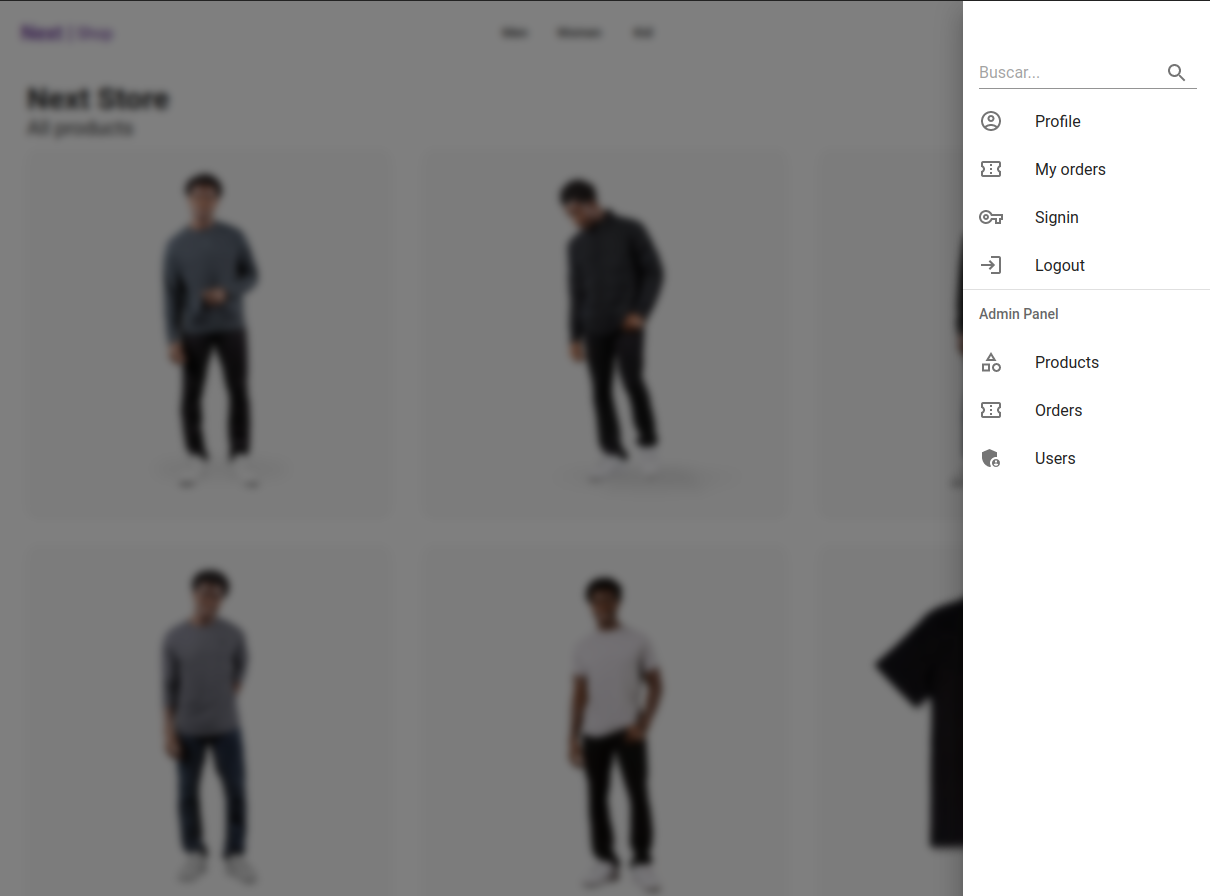 Next | Shop
Men
Women
Kid
Next Store
All products
Buscar...
Profile
My orders
Signin
Logout
Admin Panel
Products
Orders
Users